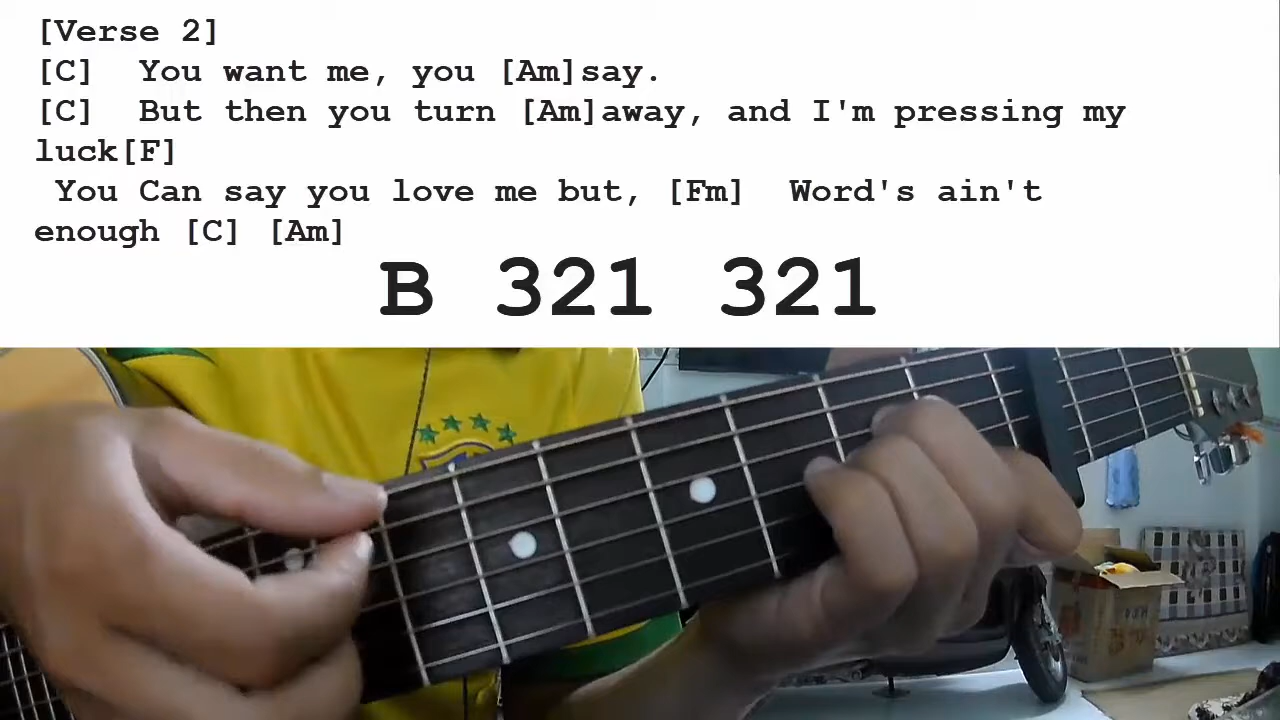 [Verse 2]
[C]  You want me, you [Am]say.
[C]  But then you turn [Am]away, and I'm pressing my
luck[F]
You Can say you love me but, [Fm]  Word's ain't
enough [C] [Am]
B 321 321